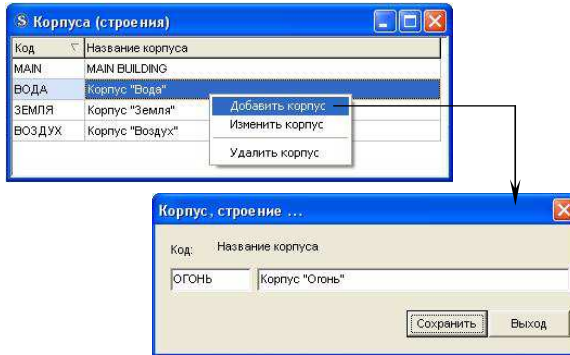 S Корпуса (строения)
Код Название корпуса
MAIN MAIN BUILDING
ВОДА Корпус "Вода"
ЗЕМЛЯ Корпус "Земля"
ВОЗДУХ Корпус "Воздух"
Добавить корпус
Изменить корпус
Удалить корпус
Корпус, строение ...
Код: Название корпуса
ОГОНЬ Корпус "Огонь"
Сохранить Выход